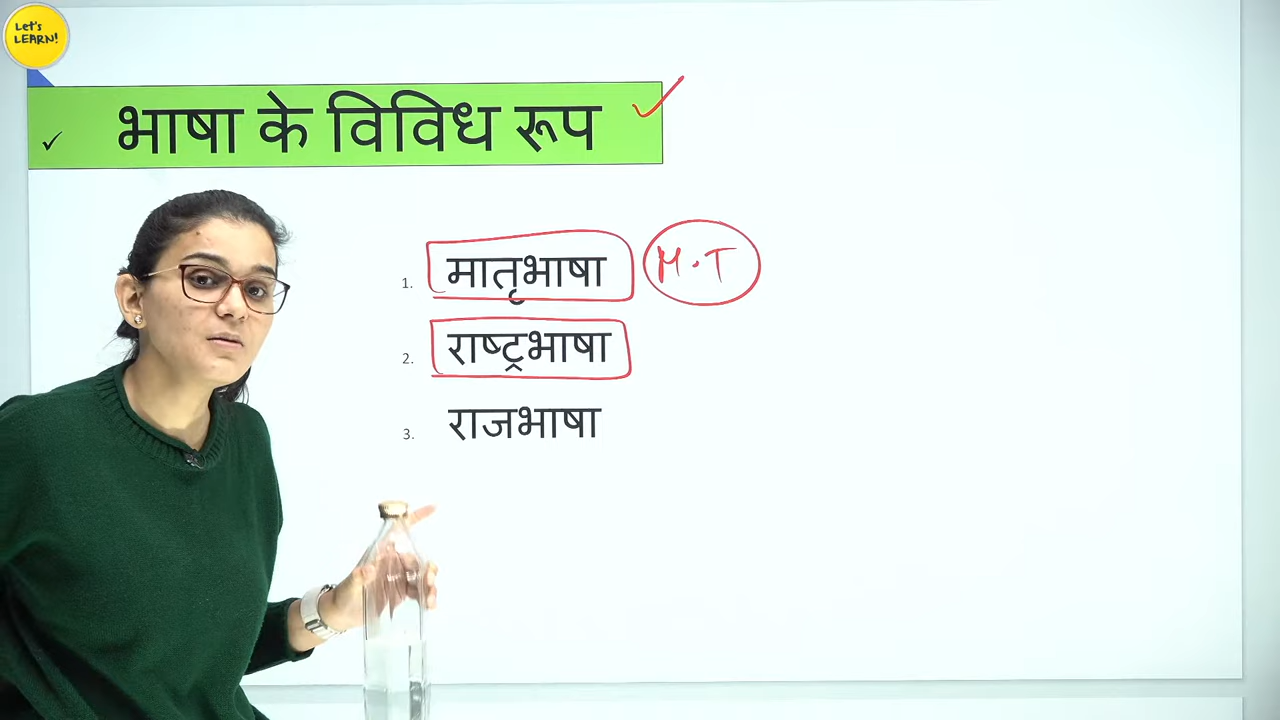 Let's
LEARN!
✓ भाषा के विविध रूप ✓
1. मातृभाषा M.T
2. राष्ट्रभाषा
3. राजभाषा